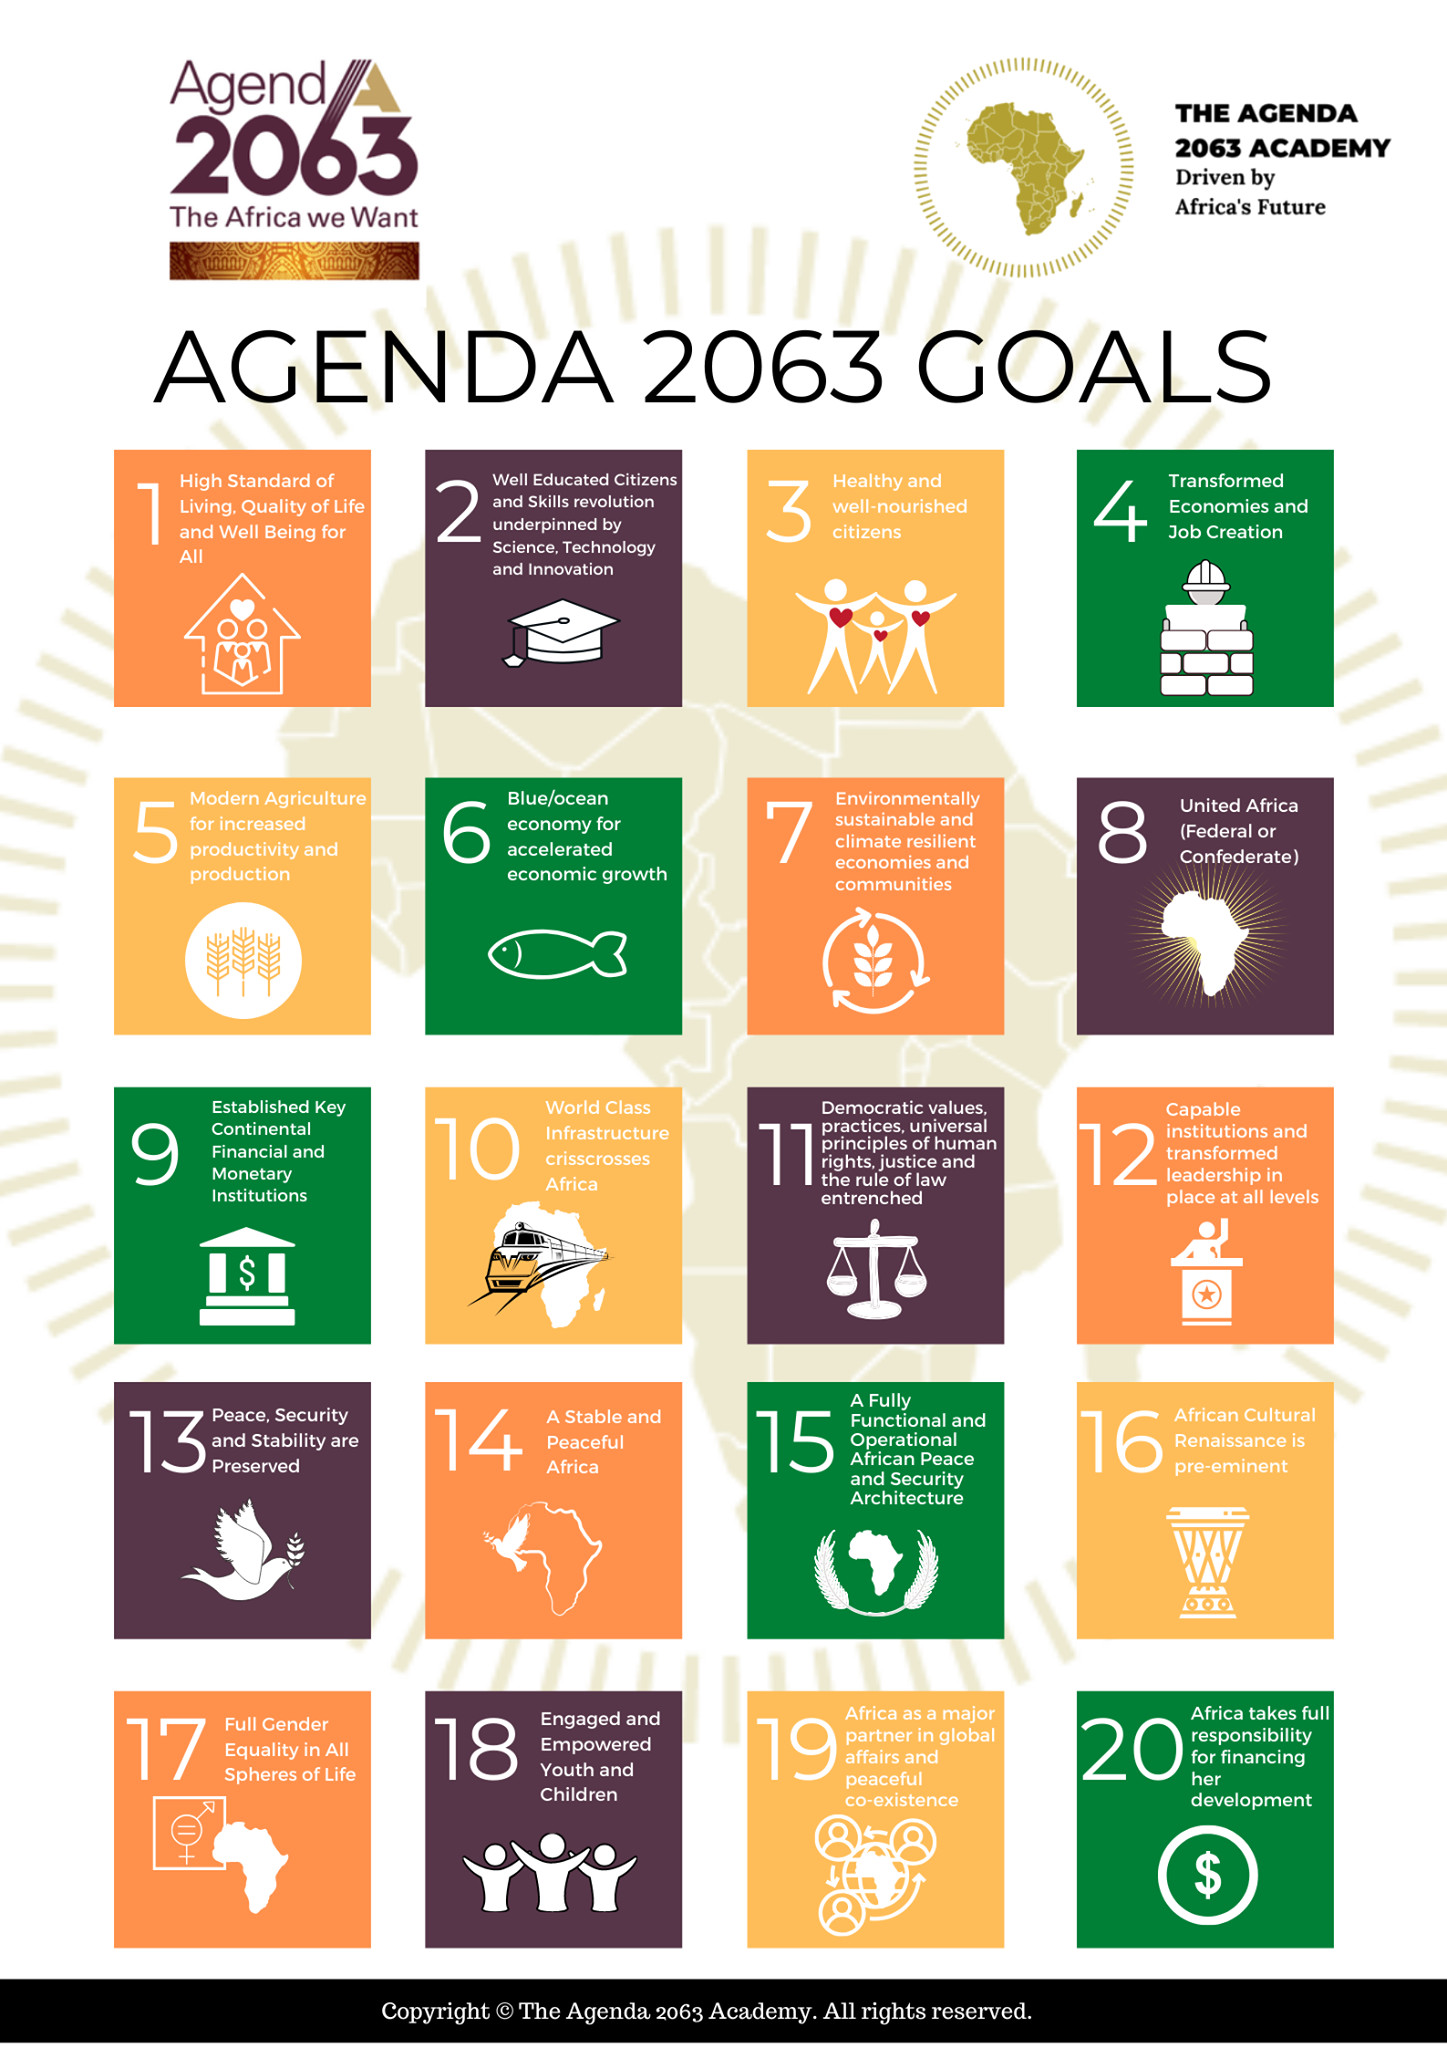 AgendA
2063
The Africa we Want
THE AGENDA
2063 ACADEMY
Driven by
Africa's Future
AGENDA 2063 GOALS
1
High Standard of
Living, Quality of Life
and Well Being for
All
2
Well Educated Citizens
and Skills revolution
underpinned by
Science, Technology
and Innovation
3
Healthy and
well-nourished
citizens
4
Transformed
Economies and
Job Creation
5
Modern Agriculture
for increased
productivity and
production
6
Blue/ocean
economy for
accelerated
economic growth
7
Environmentally
sustainable and
climate resilient
economies and
communities
8
United Africa
(Federal or
Confederate)
9
Established Key
Continental
Financial and
Monetary
Institutions
$
10
World Class
Infrastructure
crisscrosses
Africa
11
Democratic values,
practices, universal
principles of human
rights, justice and
the rule of law
entrenched
12
Capable
institutions and
transformed
leadership in
place at all levels
13
Peace, Security
and Stability are
Preserved
14
A Stable and
Peaceful
Africa
15
A Fully
Functional and
Operational
African Peace
and Security
Architecture
16
African Cultural
Renaissance is
pre-eminent
17
Full Gender
Equality in All
Spheres of Life
18
Engaged and
Empowered
Youth and
Children
19
Africa as a major
partner in global
affairs and
peaceful
co-existence
20
Africa takes full
responsibility
for financing
her
development
$
Copyright © The Agenda 2063 Academy. All rights reserved.